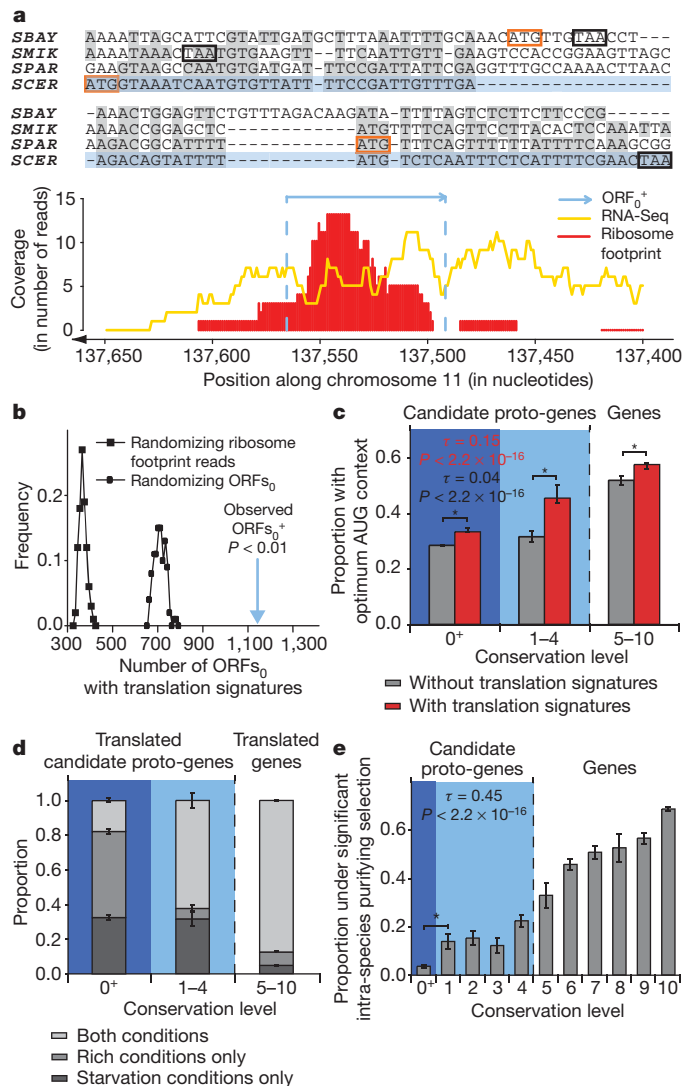 a
SBAY AAAATTAGCATTCGTATTGATGCTTTAAATTTTGCAAACATGTTGTAACCT---
SMIK AAAATAAACTAATGTGAAGTT-TTCAATTGTT-GAAGTCCACCGGAAGTTAGC
SPAR GAAGTAAGCCAATGTGATGAT-TTCCGATTATTCGAGGTTTGCCAAAACTTAAC
SCER ATGGTAAATCAATGTGTTATT-TTCCGATTGTTTGA-----------------
SBAY -AAACTGGAGTTCTGTTTAGACAAGATA-TTTTAGTCTCTTCTTCCCG-----
SMIK AAAACCGGAGCTC-----------ATGTTTTCAGTTCCTTACACTCCAAATTA
SPAR AAGACGGCATTTT-----------ATGTTTCAGTTTTTATTTTCAAAGCGG
SCER -AGACAGTATTTT-----------ATG-TCTCAATTTCTCATTTTCGAACTAA
Coverage
(in number of reads)
15
10
5
0
ORF0+
RNA-Seq
Ribosome
footprint
137,650 137,600 137,550 137,500 137,450 137,400
Position along chromosome 11 (in nucleotides)
b
Randomizing ribosome
footprint reads
Randomizing ORFs0
Observed
ORFs0+
P < 0.01
Frequency
0.2
0.0
300 500 700 900 1,100 1,300
Number of ORFs0
with translation signatures
c
Candidate proto-genes Genes
τ = 0.15
P < 2.2 × 10−16
τ = 0.04
P < 2.2 × 10−16
* * *
Proportion with
optimum AUG context
0.6
0.4
0.2
0.0
0+ 1–4 5–10
Conservation level
Without translation signatures
With translation signatures
d
Translated
candidate proto-genes
Translated
genes
Proportion
1.0
0.8
0.6
0.4
0.2
0.0
0+ 1–4 5–10
Conservation level
Both conditions
Rich conditions only
Starvation conditions only
e
Candidate
proto-genes
Genes
τ = 0.45
P < 2.2 × 10−16
*
Proportion under significant
intra-species purifying selection
0.6
0.4
0.2
0.0
0+ 1 2 3 4 5 6 7 8 9 10
Conservation level